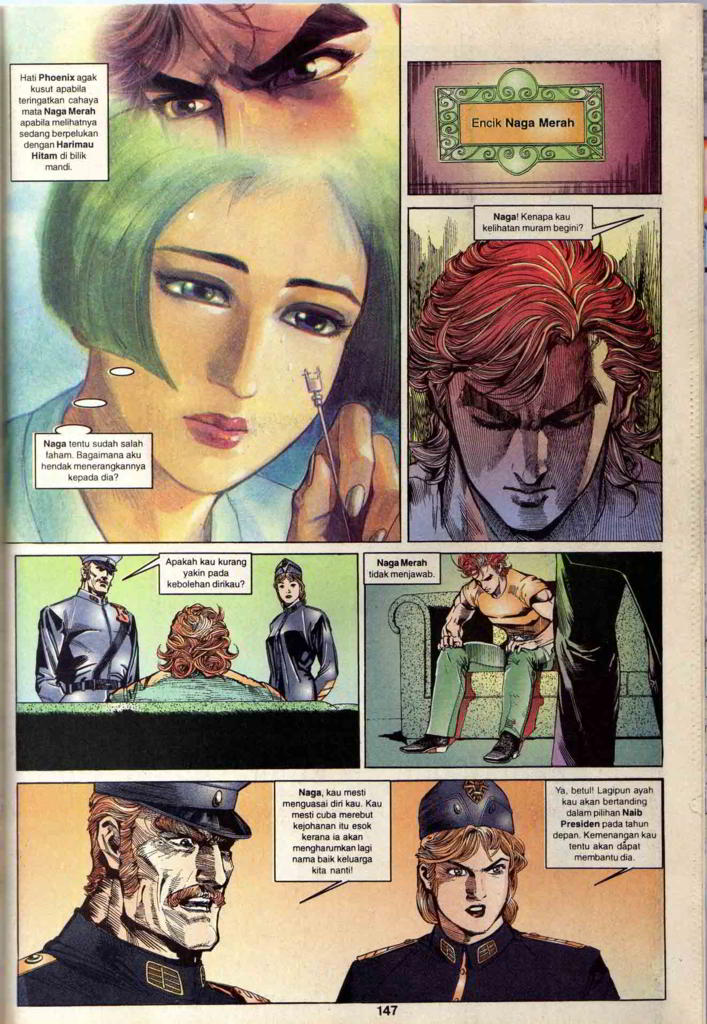 Hati Phoenix agak
kusut apabila
teringatkan cahaya
mata Naga Merah
apabila melihatnya
sedang berpelukan
dengan Harimau
Hitam di bilik
mandi.
Encik Naga Merah
Naga! Kenapa kau
kelihatan muram begini?
Naga tentu sudah salah
faham. Bagaimana aku
hendak menerangkannya
kepada dia?
Apakah kau kurang
yakin pada
kebolehan dirikau?
Naga Merah
tidak menjawab.
Naga, kau mesti
menguasai diri kau. Kau
mesti cuba merebut
kejohanan itu esok
kerana ia akan
mengharumkan lagi
nama baik keluarga
kita nanti!
Ya, betul! Lagipun ayah
kau akan bertanding
dalam pilihan Naib
Presiden pada tahun
depan. Kemenangan kau
tentu akan dapat
membantu dia.
147